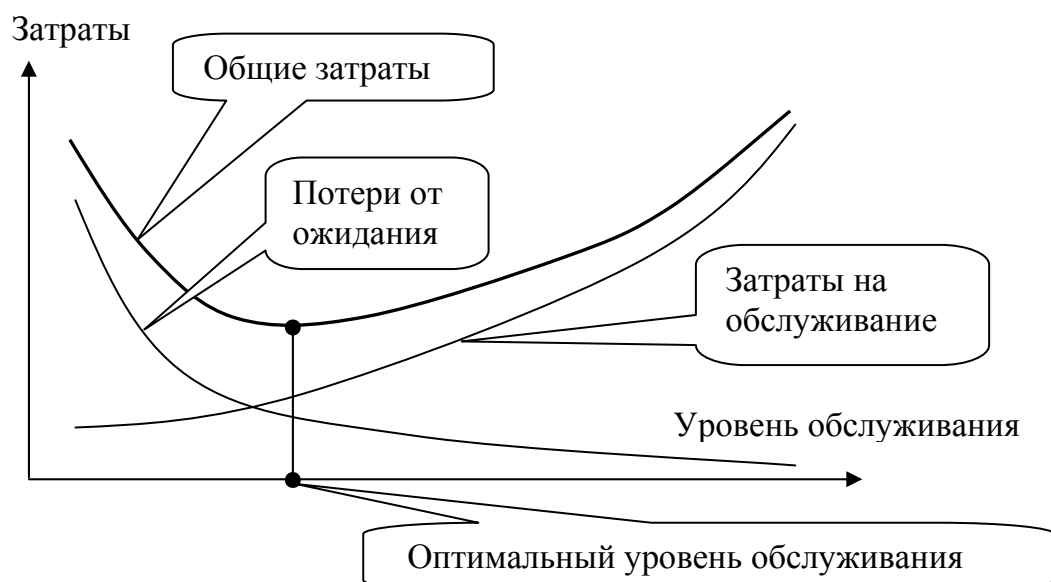 Затраты
Общие затраты
Потери от
ожидания
Затраты на
обслуживание
Уровень обслуживания
Оптимальный уровень обслуживания